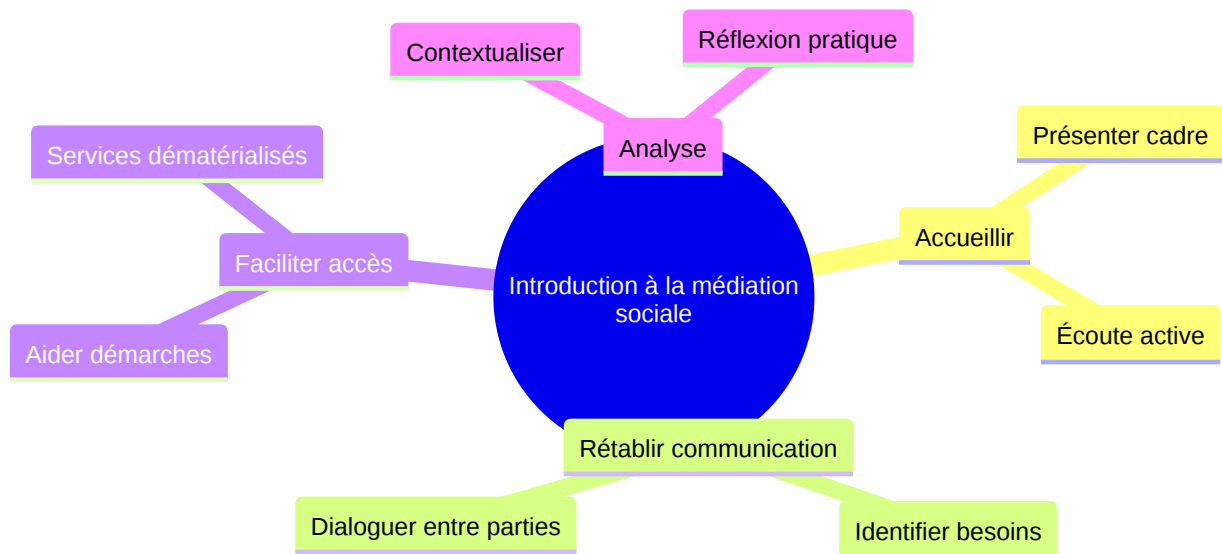 Contextualiser
Réflexion pratique
Analyse
Services dématérialisés
Présenter cadre
Faciliter accès
Accueillir
Introduction à la médiation
sociale
Aider démarches
Écoute active
Rétablir communication
Dialoguer entre parties
Identifier besoins